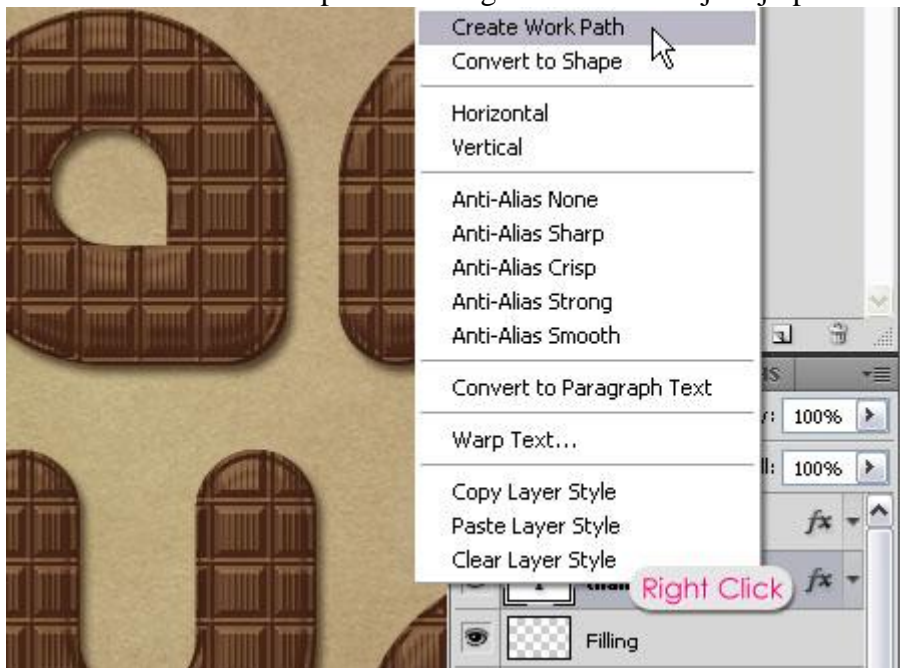 Create Work Path
Convert to Shape
Horizontal
Vertical
Anti-Alias None
Anti-Alias Sharp
Anti-Alias Crisp
Anti-Alias Strong
Anti-Alias Smooth
Convert to Paragraph Text
Warp Text...
Copy Layer Style
Paste Layer Style
Clear Layer Style
100%
100%
fx
fx
Right Click
Filling